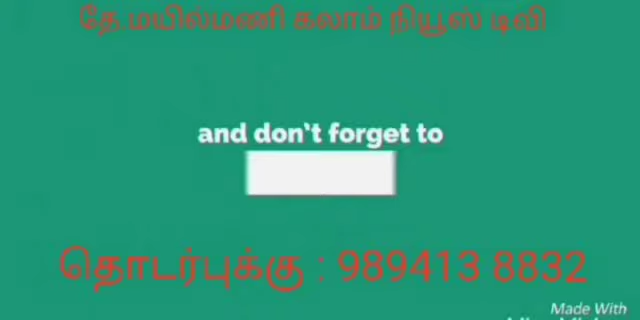 தே.மயில்மணி கலாம் நியூஸ் டிவி
and don't forget to
தொடர்புக்கு : 989413 8832
Made With